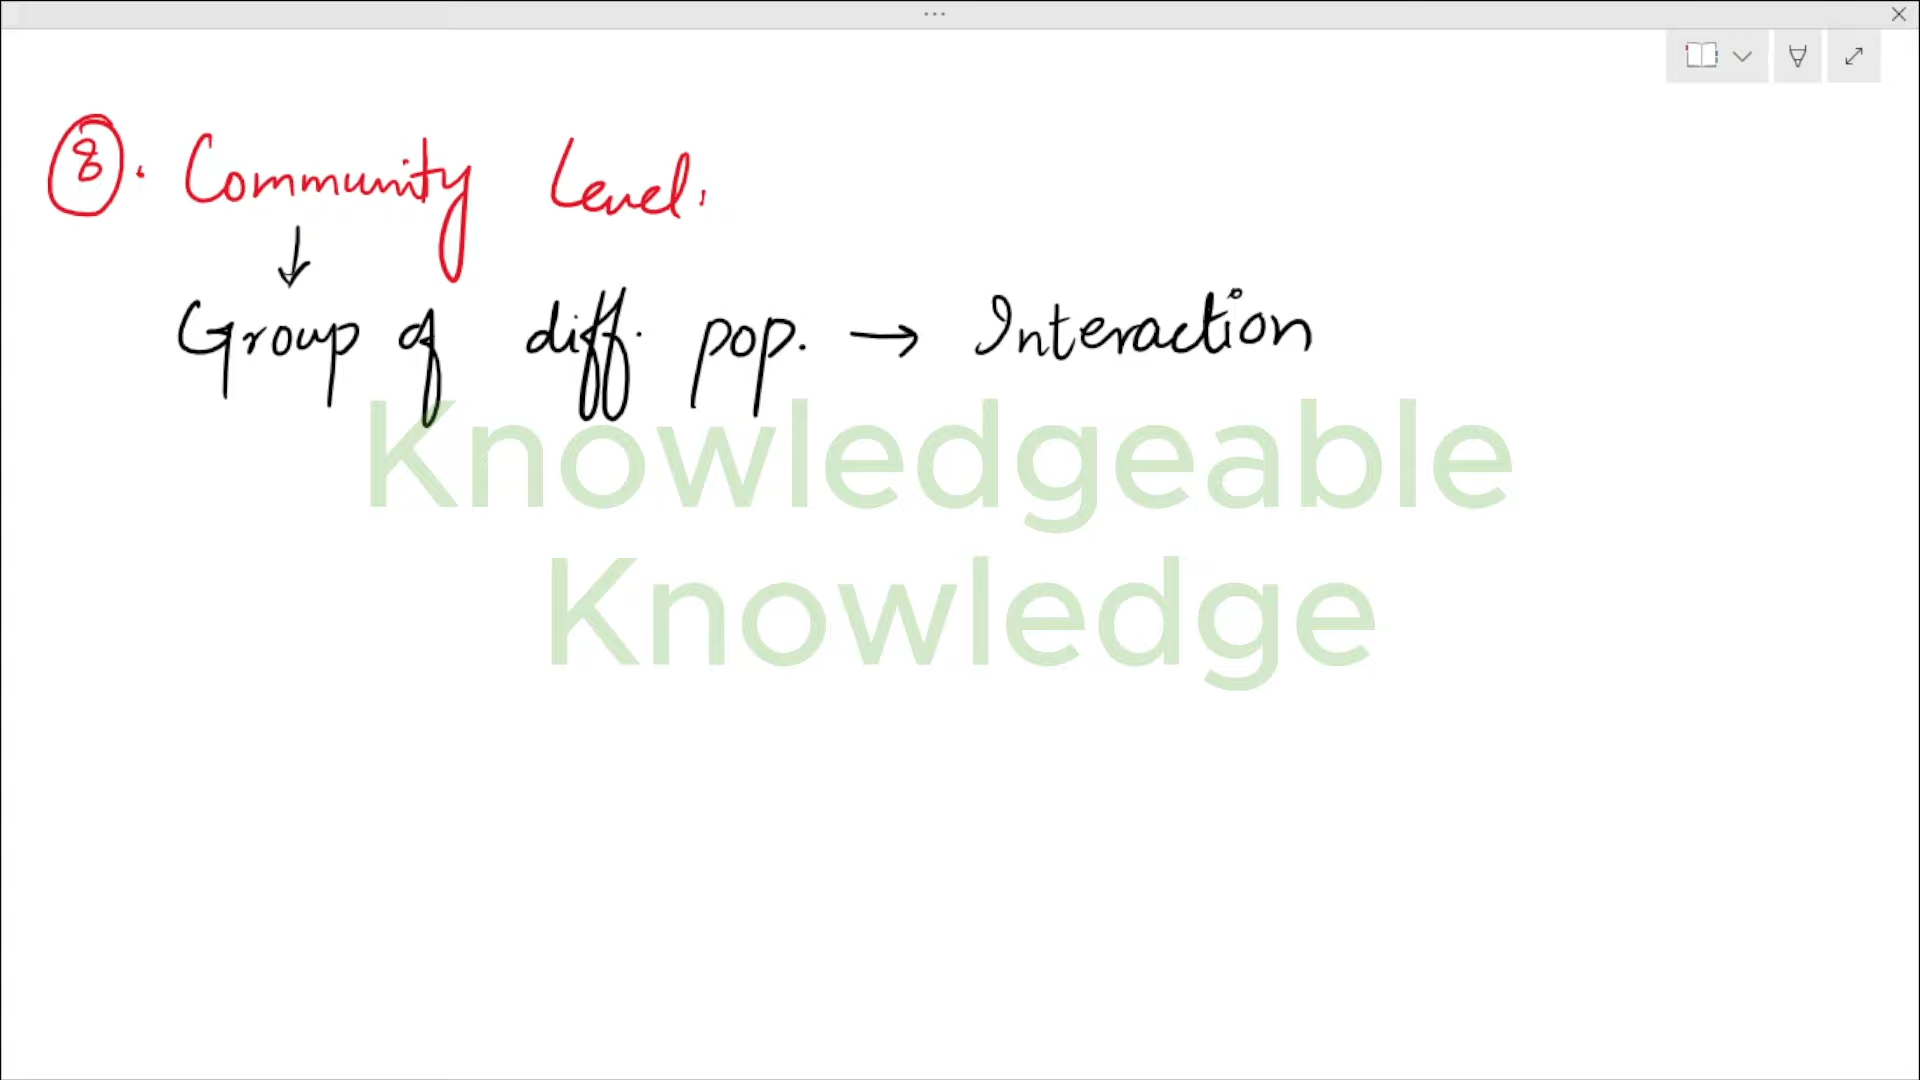 8. Community Level.
↓
Group of diff. pop. → Interaction
Knowledgeable
Knowledge